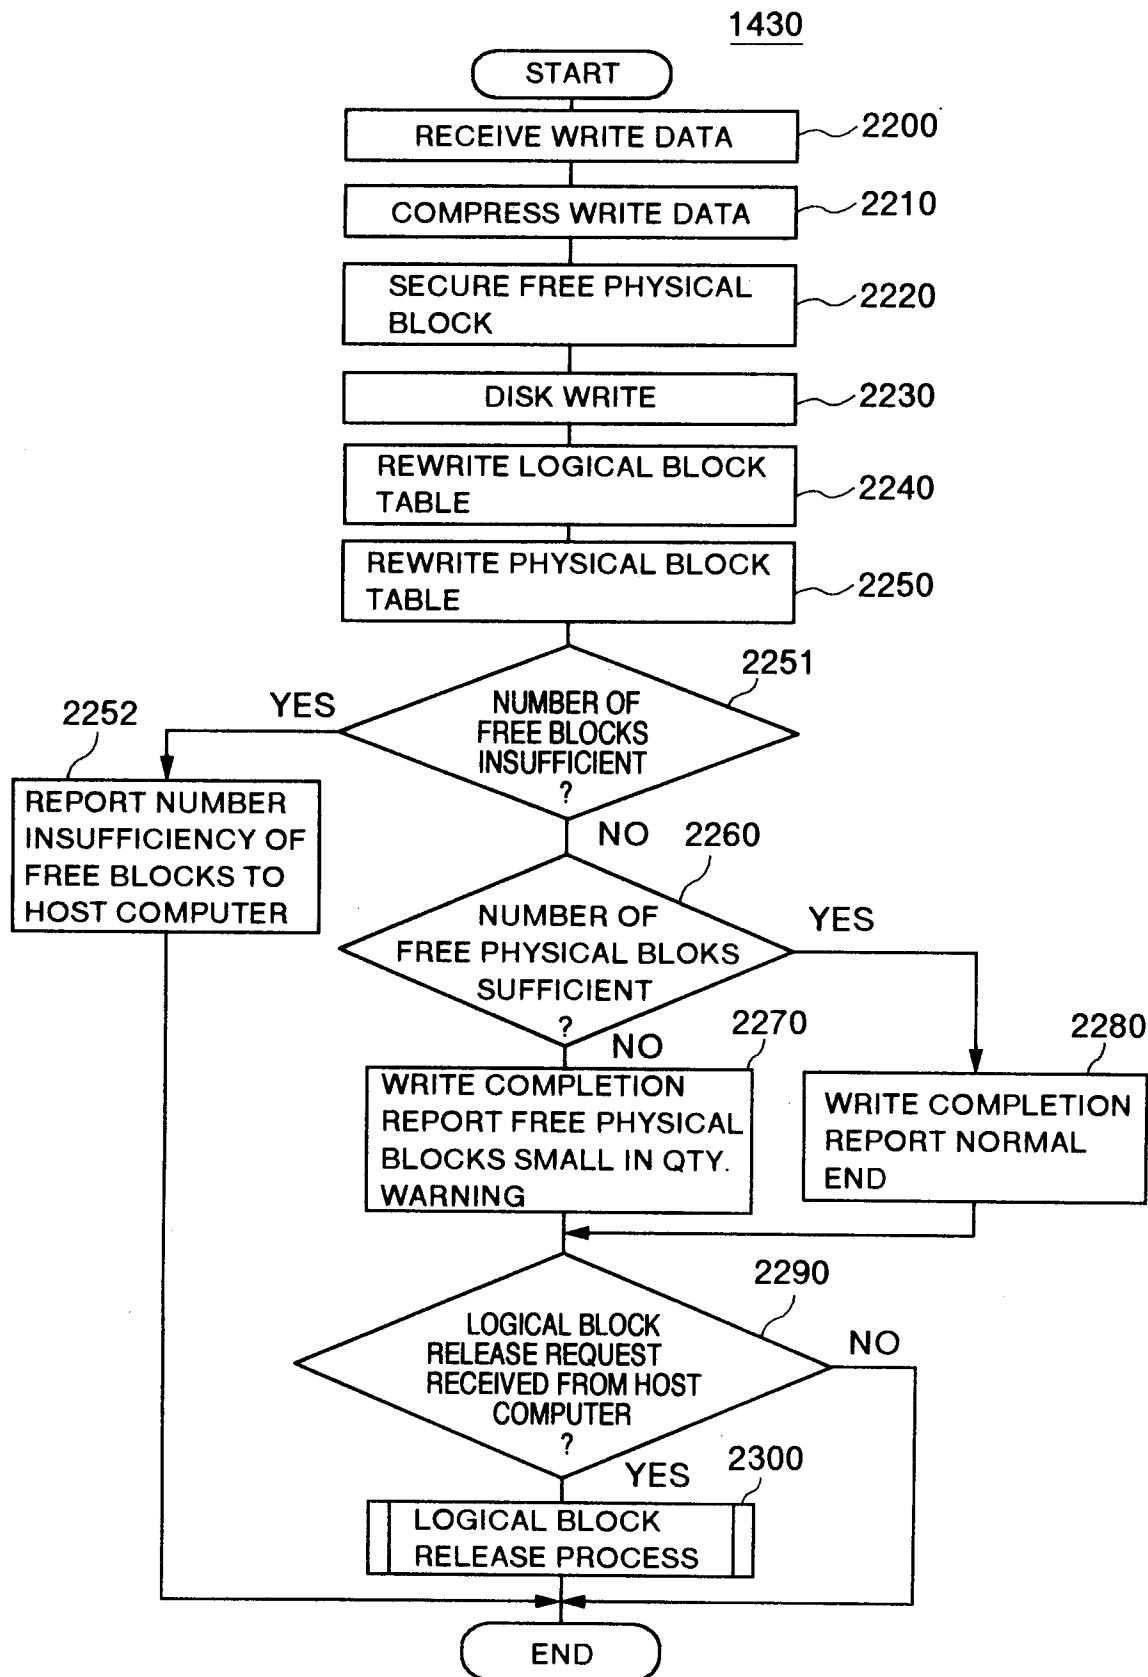 1430
START
RECEIVE WRITE DATA
2200
COMPRESS WRITE DATA
2210
SECURE FREE PHYSICAL
BLOCK
2220
DISK WRITE
2230
REWRITE LOGICAL BLOCK
TABLE
2240
REWRITE PHYSICAL BLOCK
TABLE
2250
2251
NUMBER OF
FREE BLOCKS
INSUFFICIENT
?
YES
NO
2252
REPORT NUMBER
INSUFFICIENCY OF
FREE BLOCKS TO
HOST COMPUTER
2260
NUMBER OF
FREE PHYSICAL BLOKS
SUFFICIENT
?
YES
NO
2270
WRITE COMPLETION
REPORT FREE PHYSICAL
BLOCKS SMALL IN QTY.
WARNING
2280
WRITE COMPLETION
REPORT NORMAL
END
2290
LOGICAL BLOCK
RELEASE REQUEST
RECEIVED FROM HOST
COMPUTER
?
NO
YES
2300
LOGICAL BLOCK
RELEASE PROCESS
END